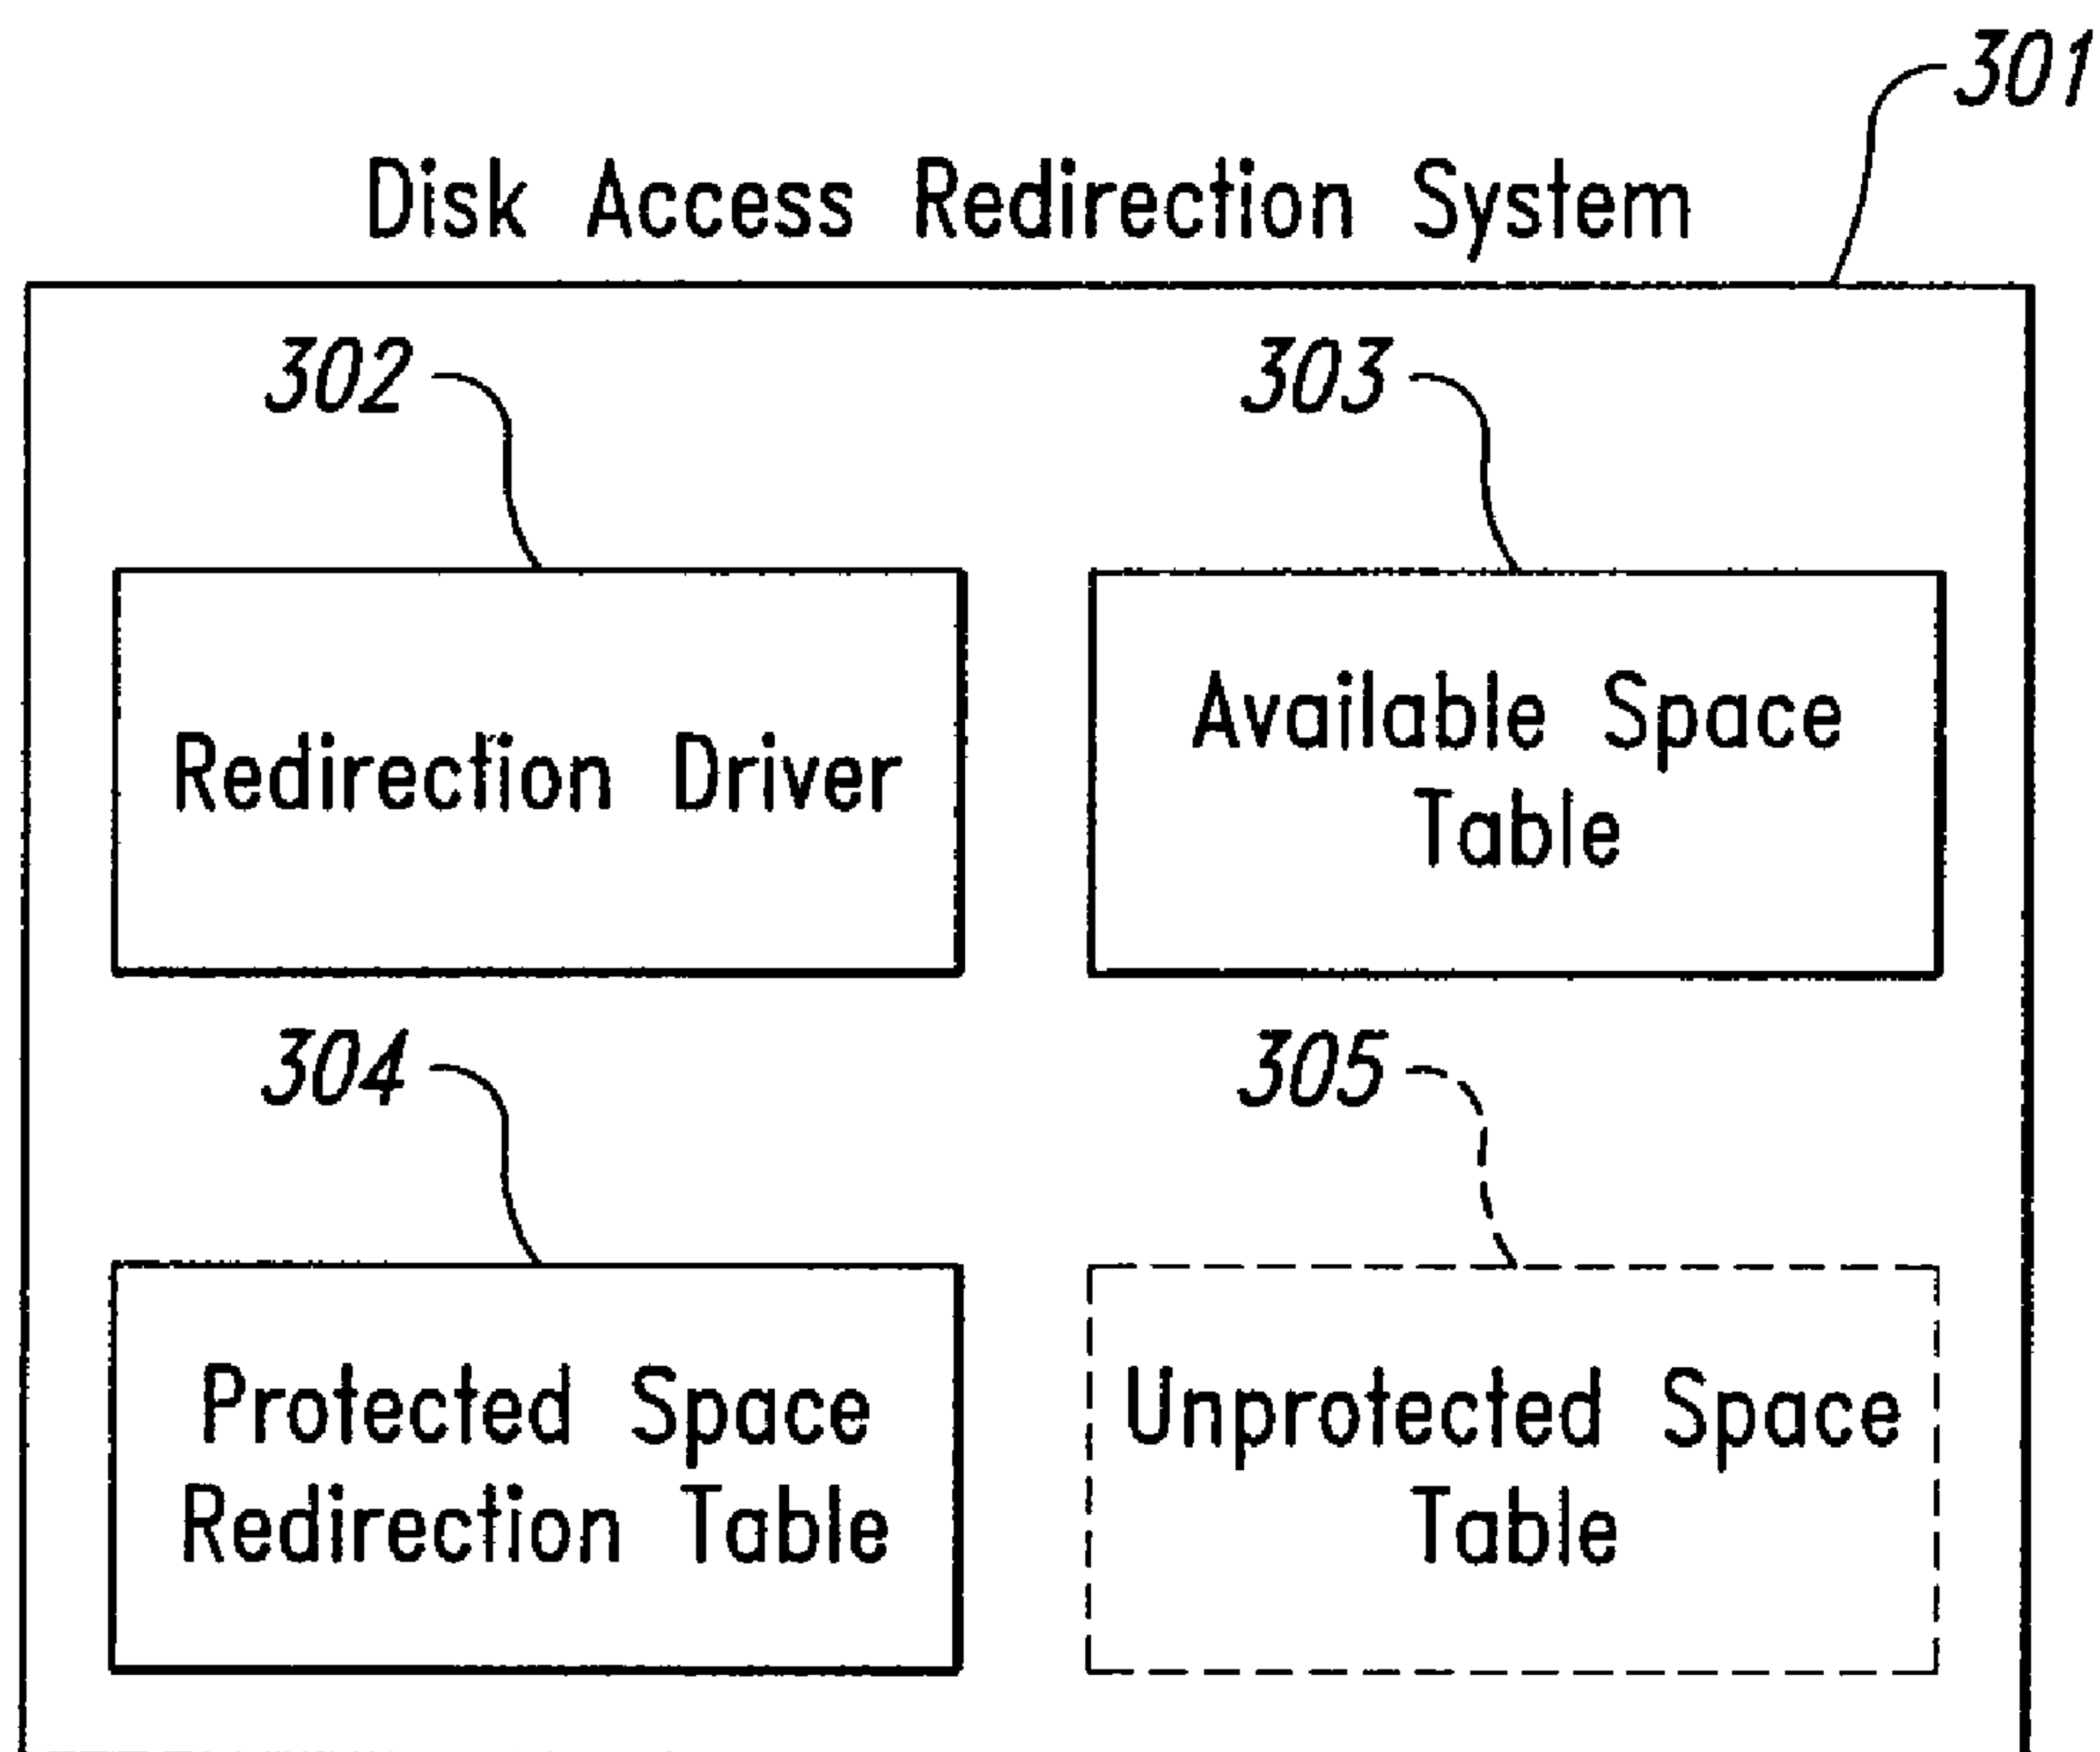 301
Disk Access Redirection System
302
303
Redirection Driver
Available Space
Table
304
305
Protected Space
Redirection Table
Unprotected Space
Table